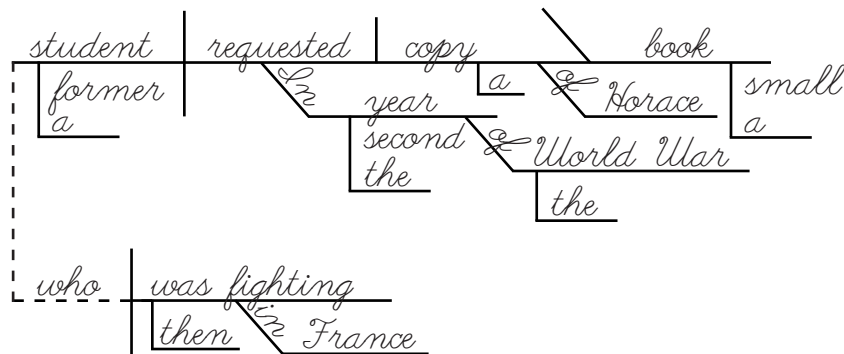 student requested copy book
former a of Horace small
a In year a
second of World War
the the
who was fighting
then in France